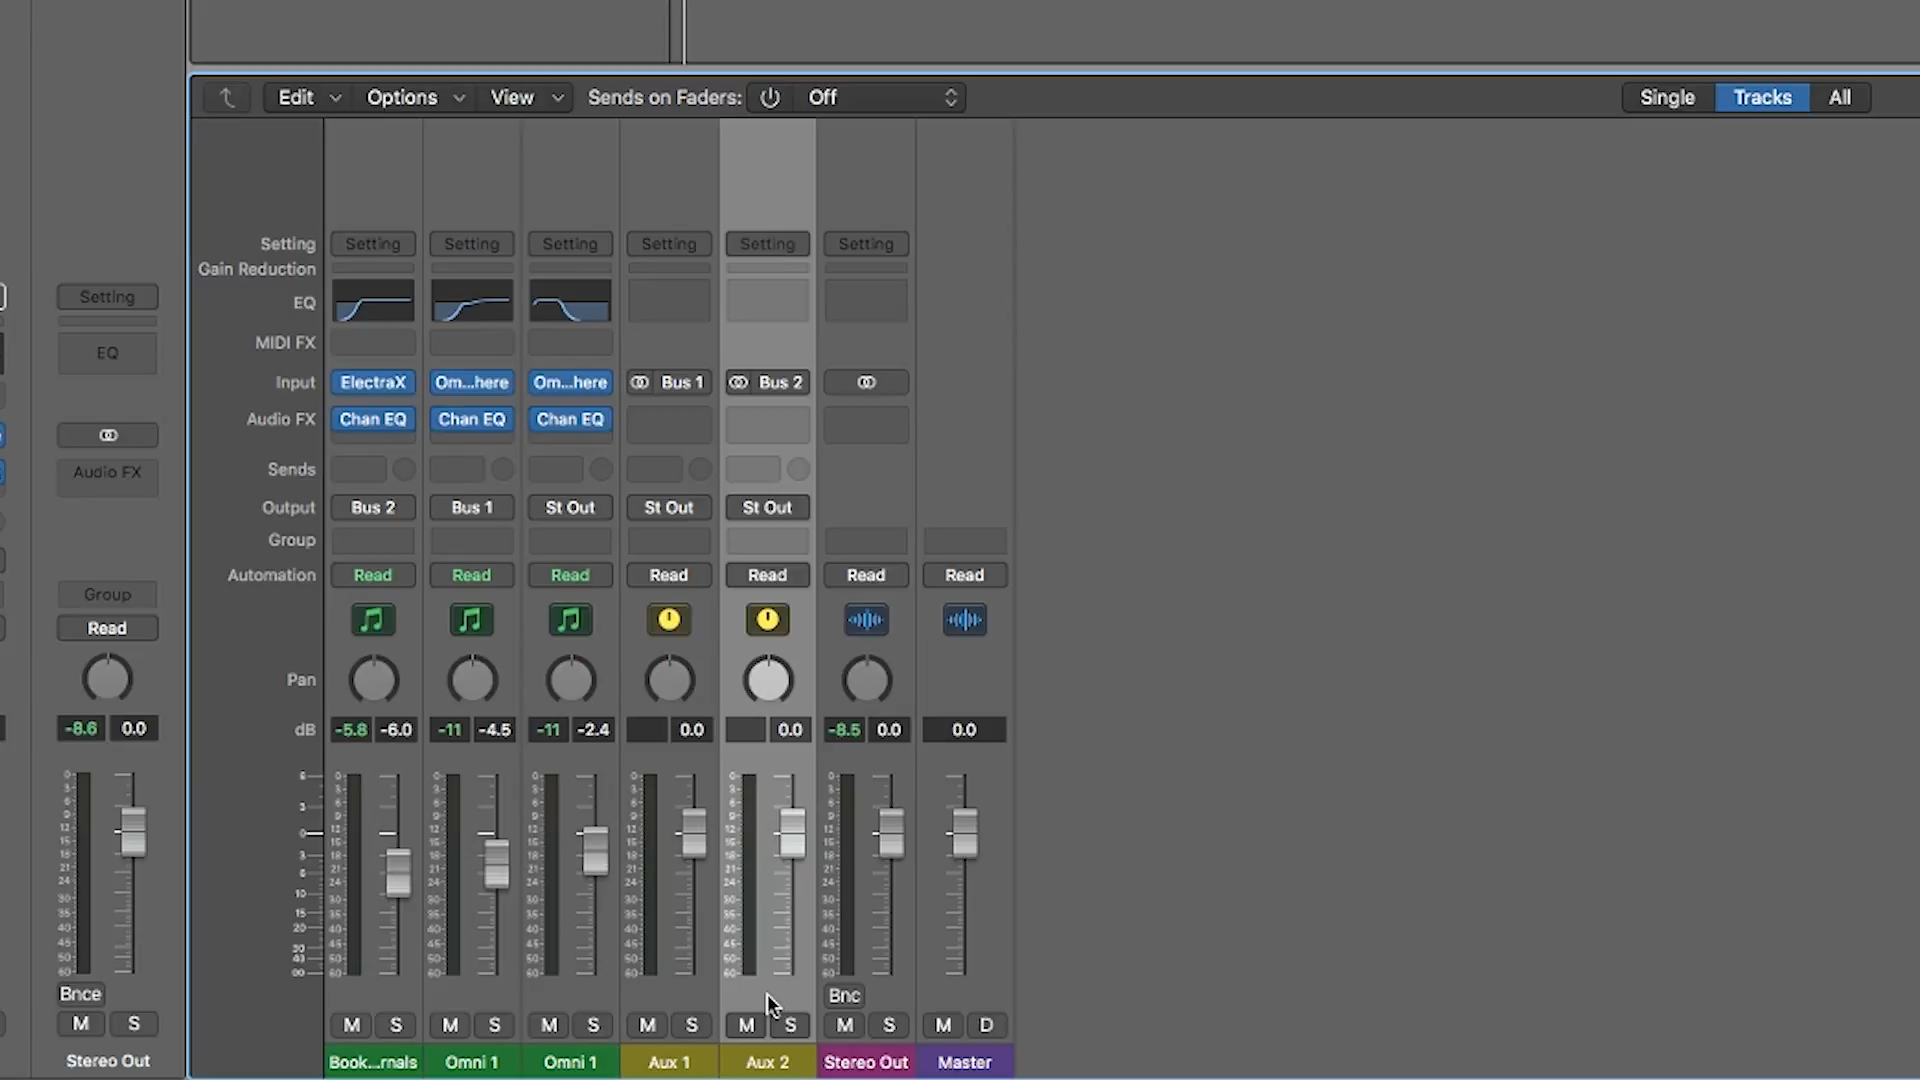 Edit Options View Sends on Faders: Off Single Tracks All
Setting Setting Setting Setting Setting Setting Setting
Gain Reduction
EQ
MIDI FX
Input ElectraX Om...here Om...here Bus 1 Bus 2
Audio FX Chan EQ Chan EQ Chan EQ
Sends
Output Bus 2 Bus 1 St Out St Out St Out
Group
Automation Read Read Read Read Read Read Read
Pan
dB -5.8 -6.0 -11 -4.5 -11 -2.4 0.0 0.0 -8.5 0.0 0.0
Bnc
M S M S M S M S M S M S M D
Book...rnals Omni 1 Omni 1 Aux 1 Aux 2 Stereo Out Master
Setting
EQ
Audio FX
Group
Read
-8.6 0.0
Bnce
M S
Stereo Out